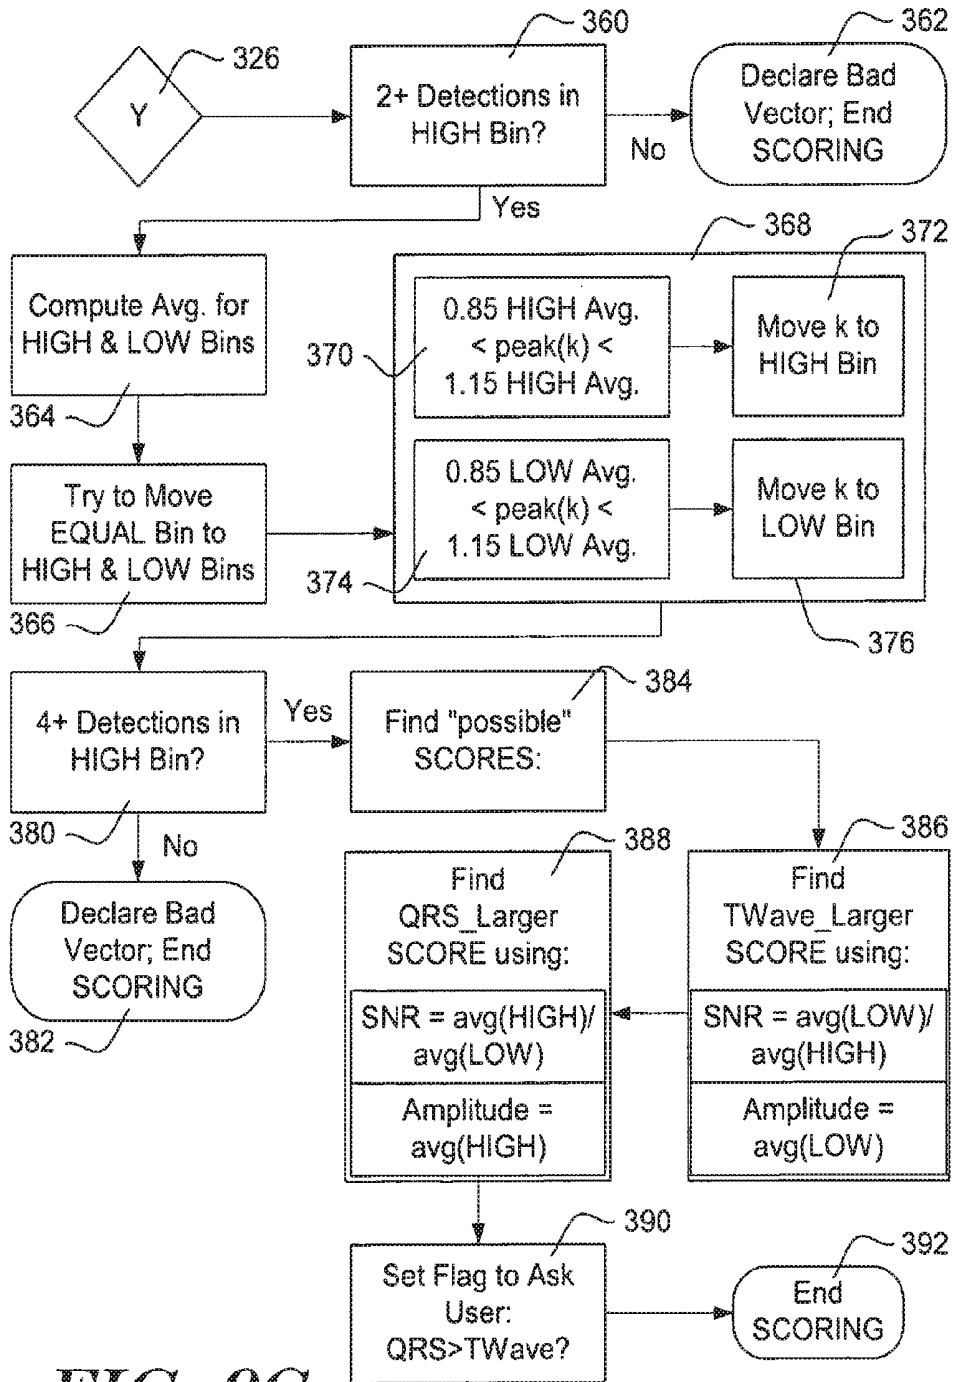 360
362
326
Y
2+ Detections in
HIGH Bin?
Declare Bad
Vector; End
SCORING
No
Yes
368
372
Compute Avg. for
HIGH & LOW Bins
364
370
0.85 HIGH Avg.
< peak(k) <
1.15 HIGH Avg.
Move k to
HIGH Bin
Try to Move
EQUAL Bin to
HIGH & LOW Bins
366
374
0.85 LOW Avg.
< peak(k) <
1.15 LOW Avg.
Move k to
LOW Bin
376
4+ Detections in
HIGH Bin?
380
Yes
384
Find "possible"
SCORES:
No
Declare Bad
Vector; End
SCORING
382
386
Find
TWave_Larger
SCORE using:
SNR = avg(LOW)/
avg(HIGH)
Amplitude =
avg(LOW)
388
Find
QRS_Larger
SCORE using:
SNR = avg(HIGH)/
avg(LOW)
Amplitude =
avg(HIGH)
390
Set Flag to Ask
User:
QRS>TWave?
392
End
SCORING
FIG. 9C